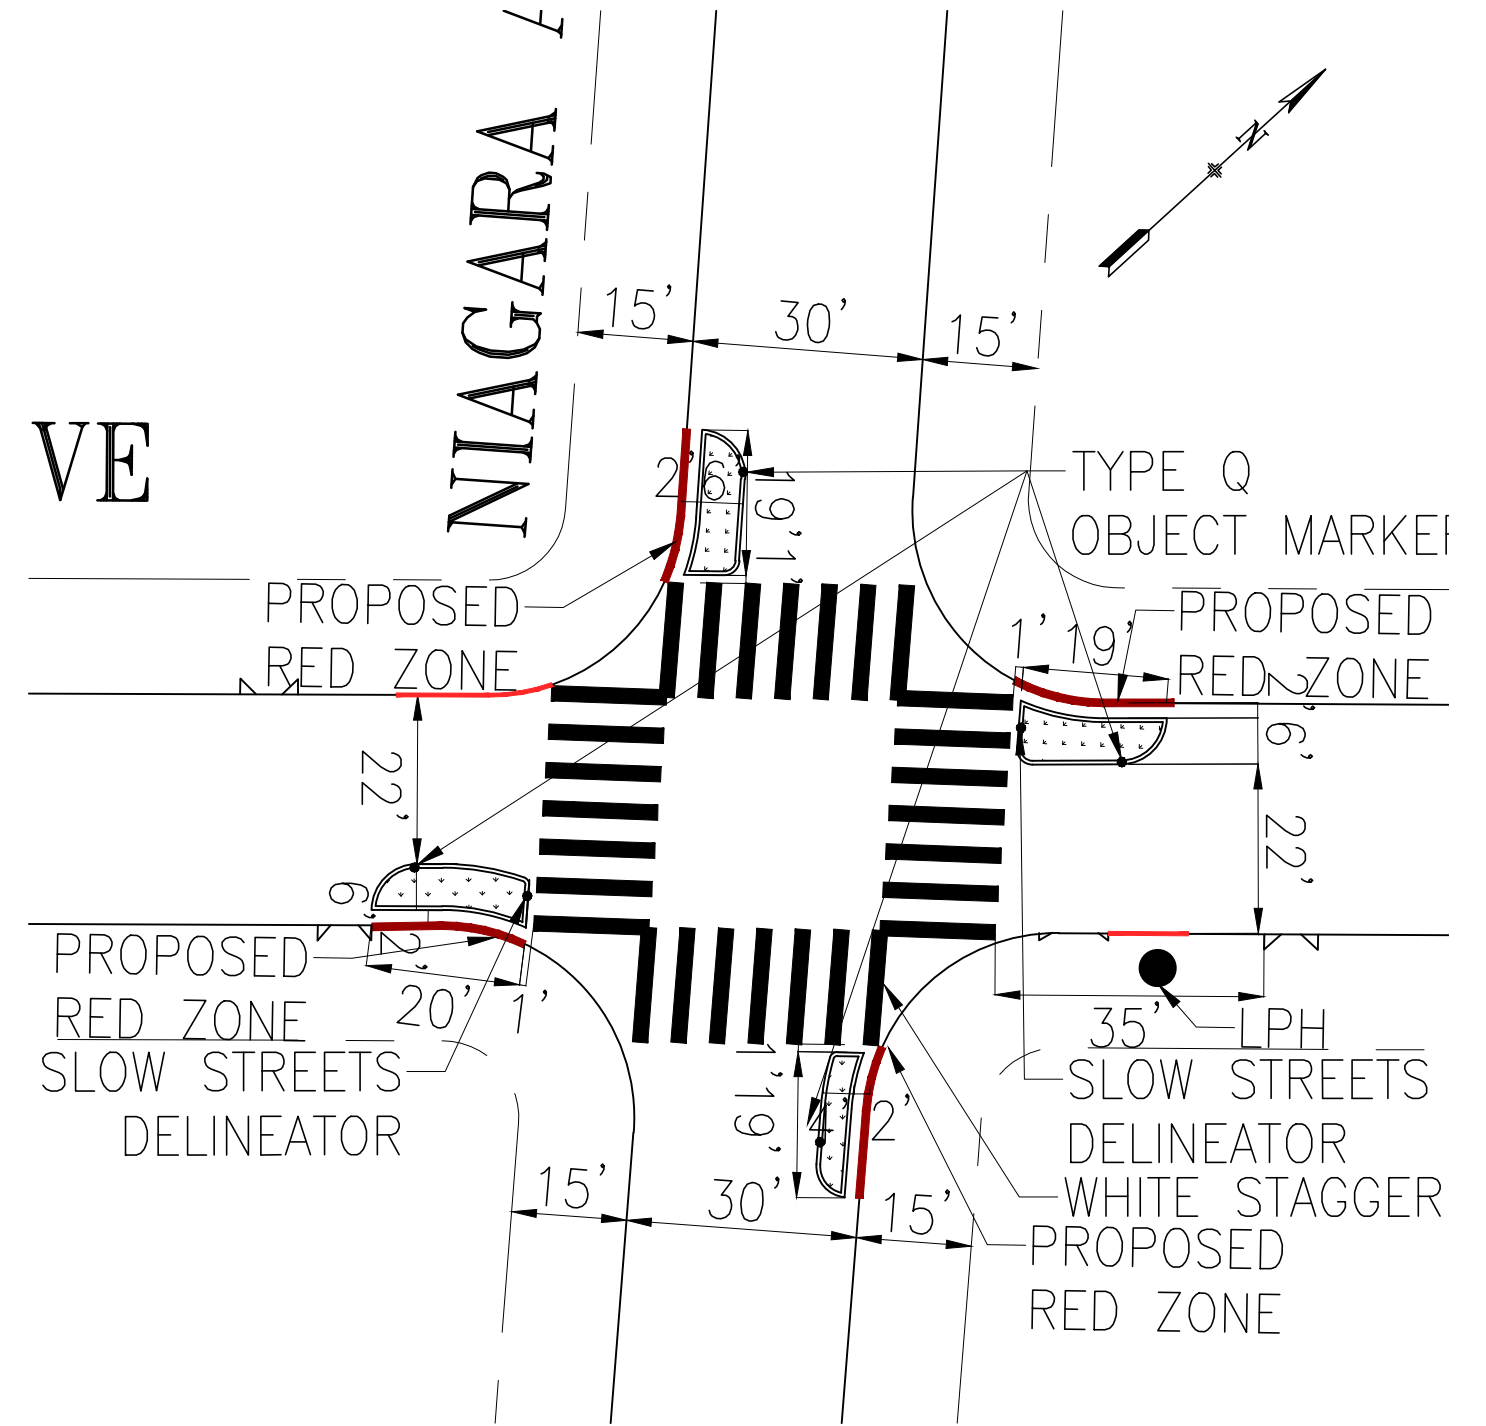 NIAGARA
N
15'
30'
15'
VE
2'
6'
19'
1'
TYPE Q
OBJECT MARKER
PROPOSED
RED ZONE
1'
19'
PROPOSED
RED ZONE
2'
6'
22'
22'
6'
2'
PROPOSED
RED ZONE
20'
1'
SLOW STREETS
DELINEATOR
35'
LPH
SLOW STREETS
DELINEATOR
WHITE STAGGER
PROPOSED
RED ZONE
1'
19'
4'
2'
15'
30'
15'